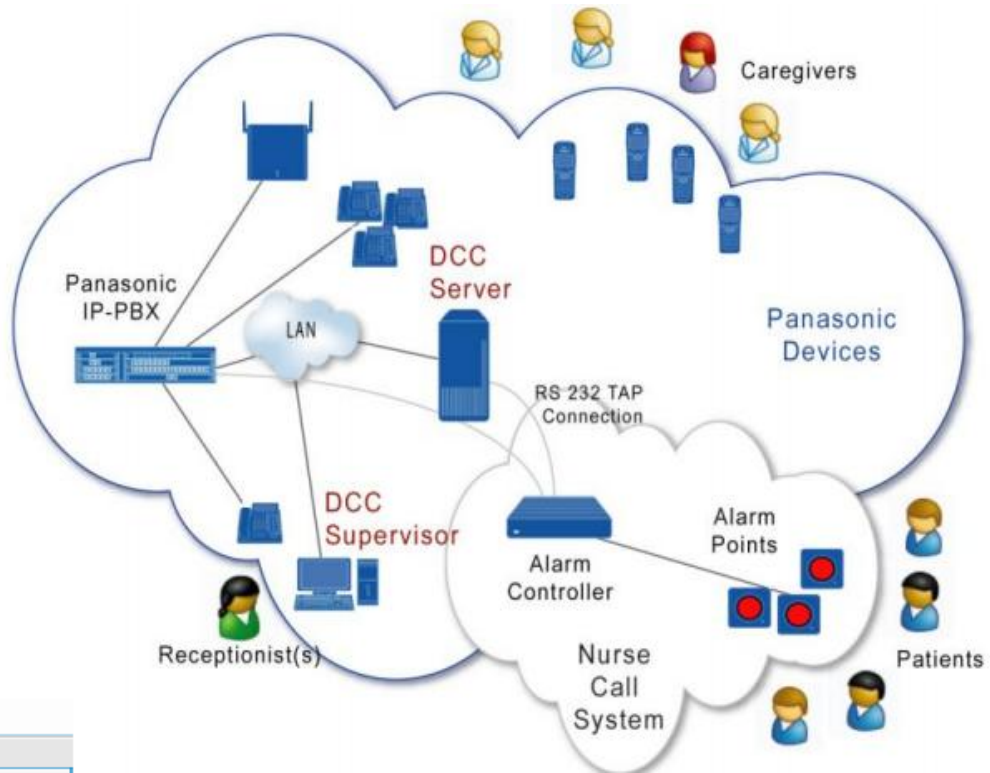 Caregivers
Panasonic
IP-PBX
DCC
Server
LAN
Panasonic
Devices
RS 232 TAP
Connection
DCC
Supervisor
Alarm
Points
Alarm
Controller
Receptionist(s)
Nurse
Call
System
Patients